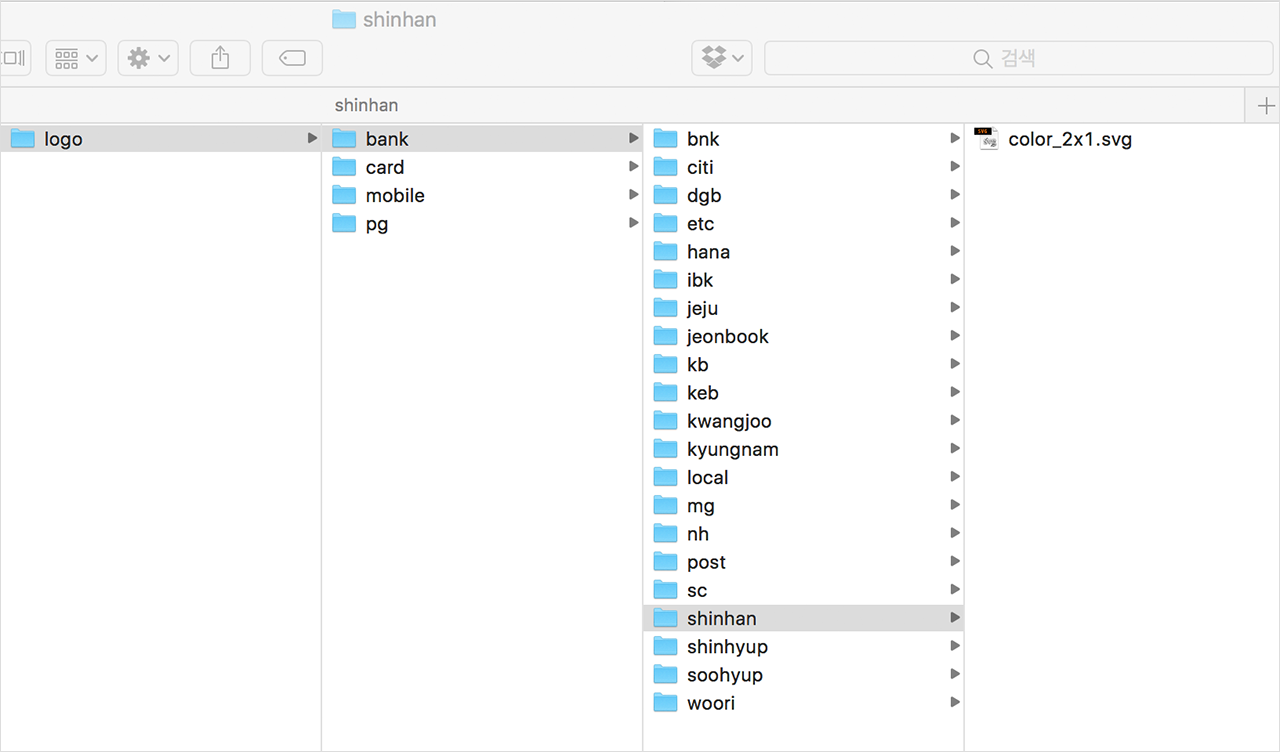 shinhan
검색
shinhan
logo
bank
card
mobile
pg
bnk
citi
dgb
etc
hana
ibk
jeju
jeonbook
kb
keb
kwangjoo
kyungnam
local
mg
nh
post
sc
shinhan
shinhyup
soohyup
woori
SVG
color_2x1.svg